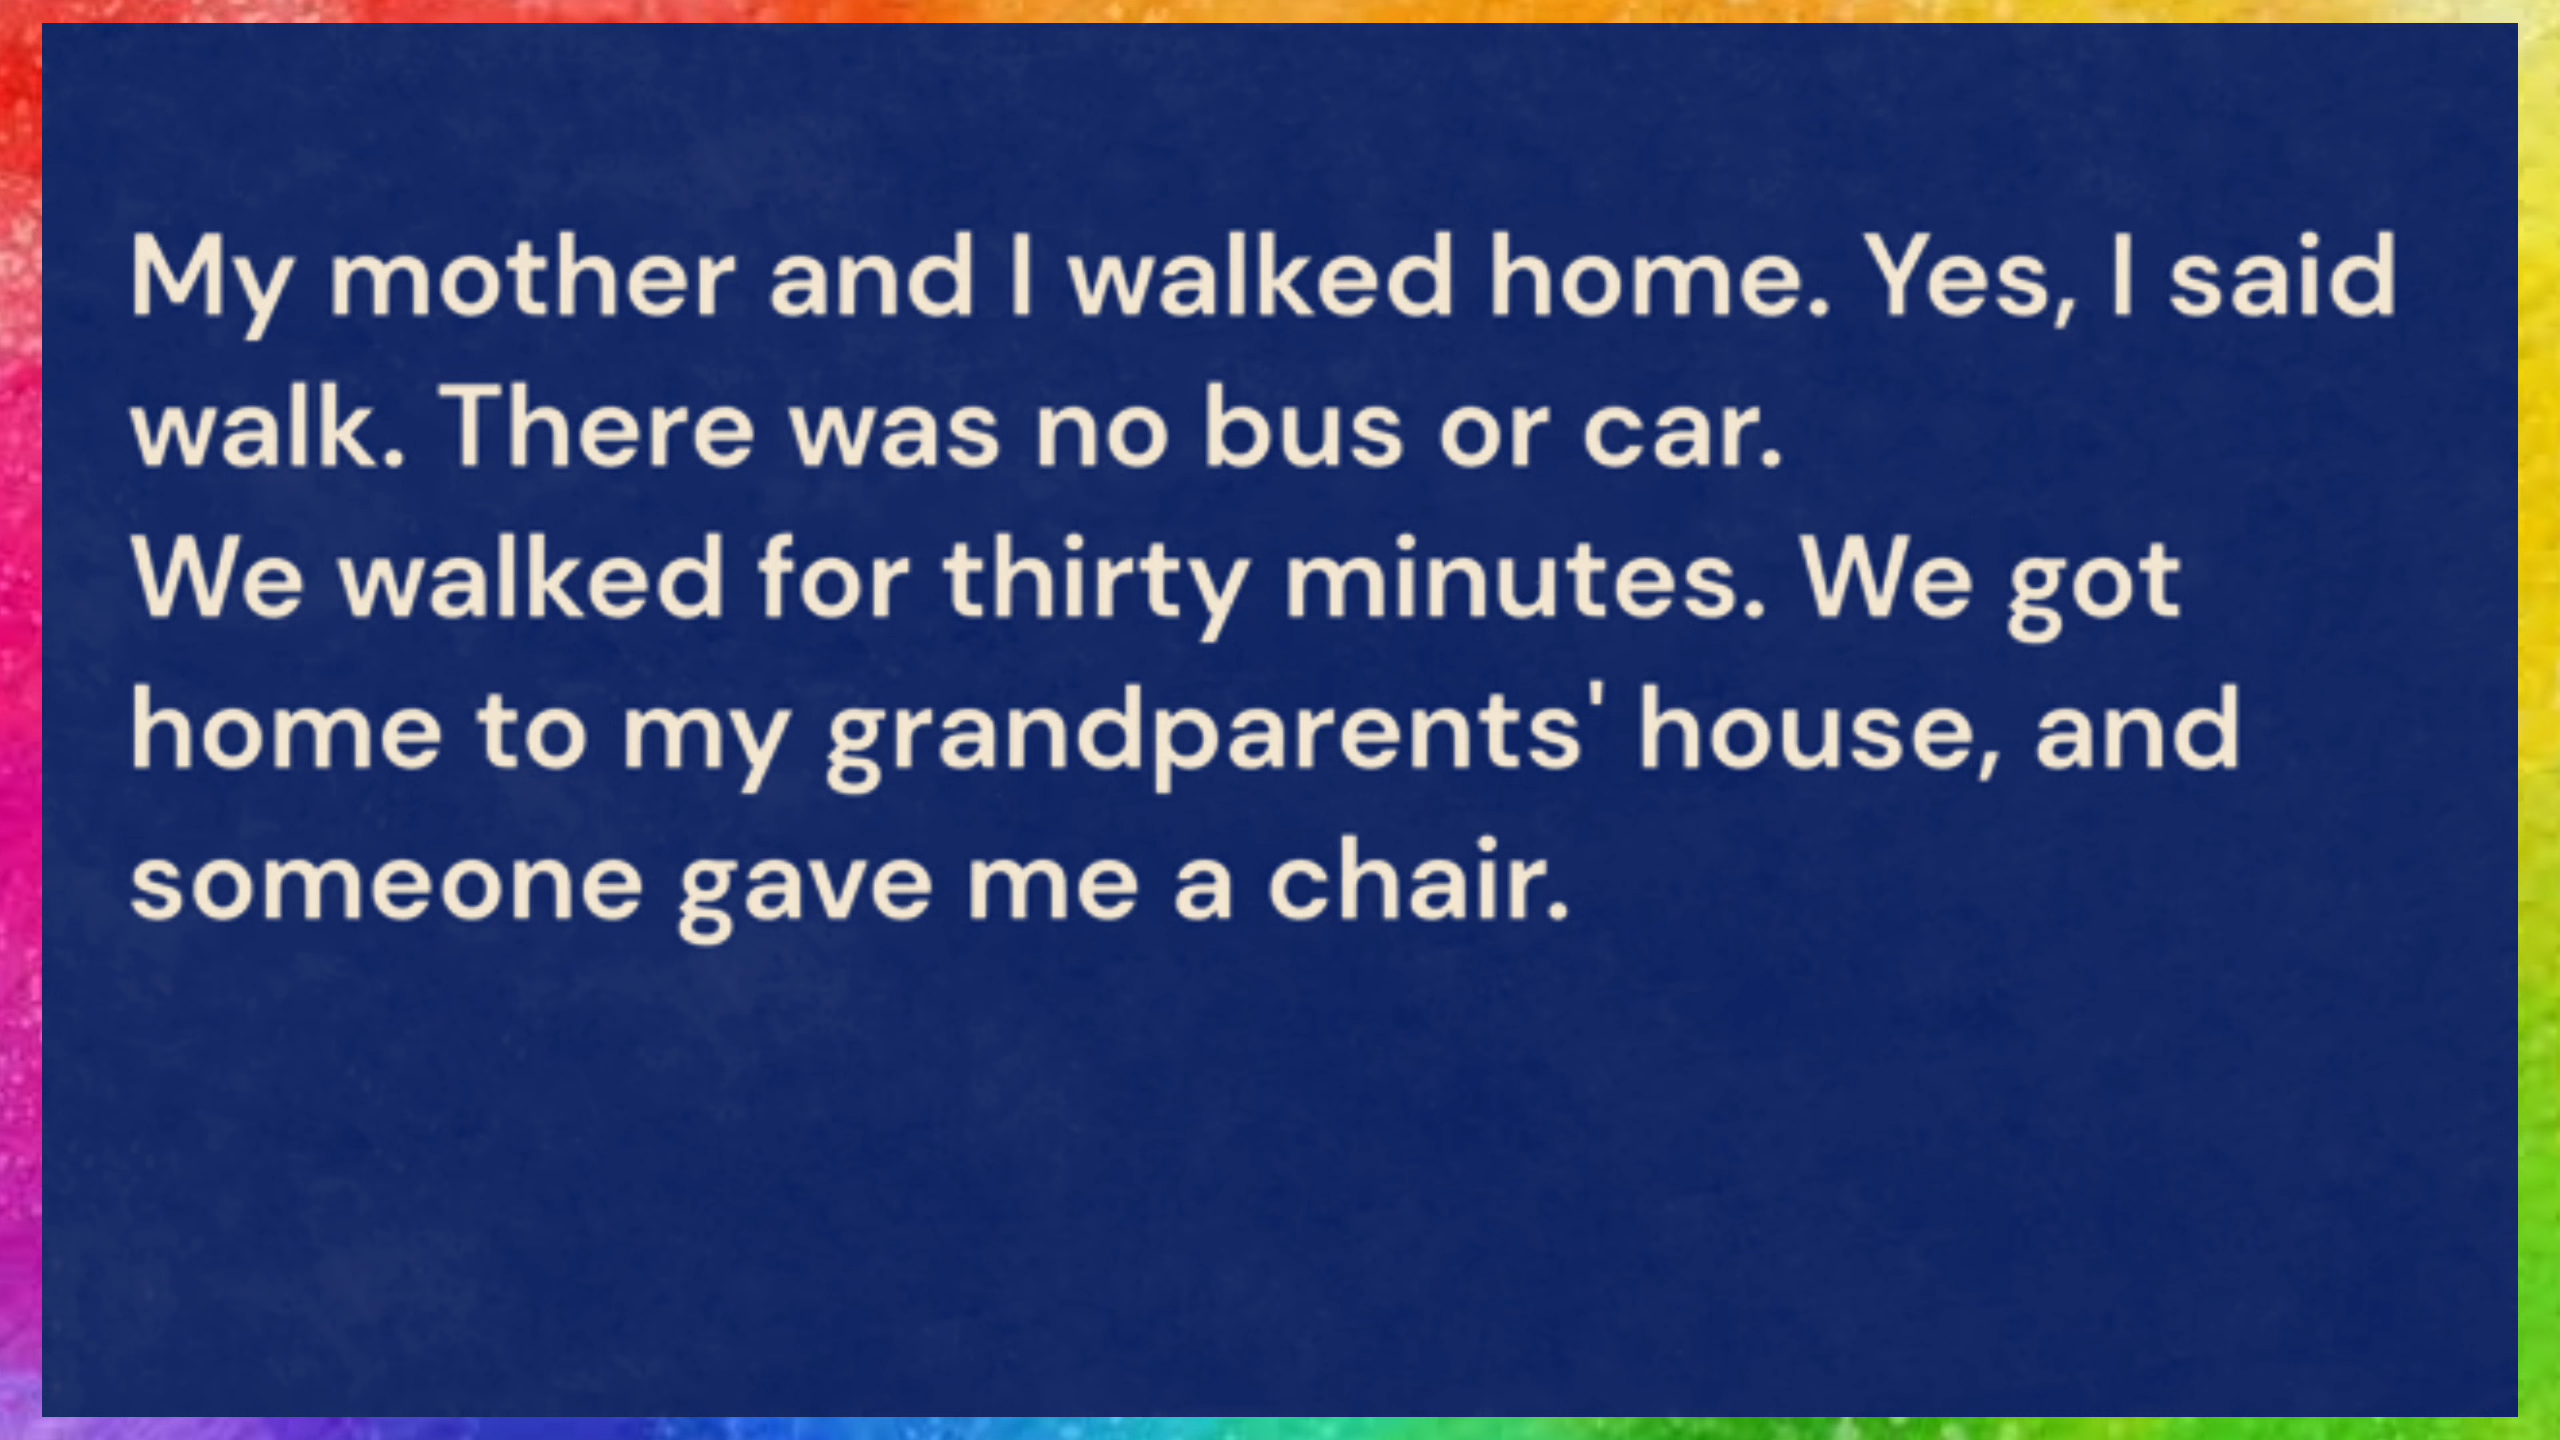 My mother and I walked home. Yes, I said
walk. There was no bus or car.
We walked for thirty minutes. We got
home to my grandparents' house, and
someone gave me a chair.